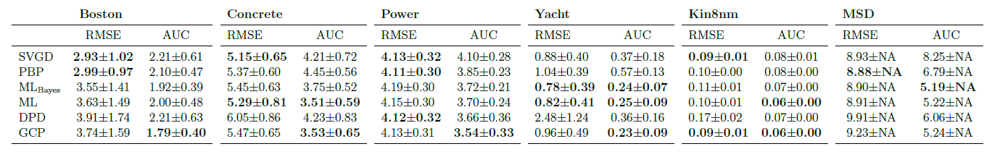 Boston Concrete Power Yacht Kin8nm MSD
RMSE AUC RMSE AUC RMSE AUC RMSE AUC RMSE AUC RMSE AUC
SVGD 2.93±1.02 2.21±0.61 5.15±0.65 4.21±0.72 4.13±0.32 4.10±0.28 0.88±0.40 0.37±0.18 0.09±0.01 0.08±0.01 8.93±NA 8.25±NA
PBP 2.99±0.97 2.10±0.47 5.37±0.60 4.45±0.56 4.11±0.30 3.85±0.23 1.04±0.39 0.57±0.13 0.10±0.00 0.08±0.00 8.88±NA 6.79±NA
MLBayes 3.55±1.41 1.92±0.39 5.45±0.63 3.75±0.52 4.19±0.30 3.72±0.21 0.78±0.39 0.24±0.07 0.11±0.01 0.07±0.00 8.90±NA 5.19±NA
ML 3.63±1.49 2.00±0.48 5.29±0.81 3.51±0.59 4.15±0.30 3.70±0.24 0.82±0.41 0.25±0.09 0.10±0.01 0.06±0.00 8.91±NA 5.22±NA
DPD 3.91±1.74 2.21±0.63 6.05±0.86 4.23±0.83 4.12±0.32 3.66±0.36 2.48±1.24 0.36±0.16 0.17±0.02 0.07±0.00 9.91±NA 6.06±NA
GCP 3.74±1.59 1.79±0.40 5.47±0.65 3.53±0.65 4.13±0.31 3.54±0.33 0.96±0.49 0.23±0.09 0.09±0.01 0.06±0.00 9.23±NA 5.24±NA